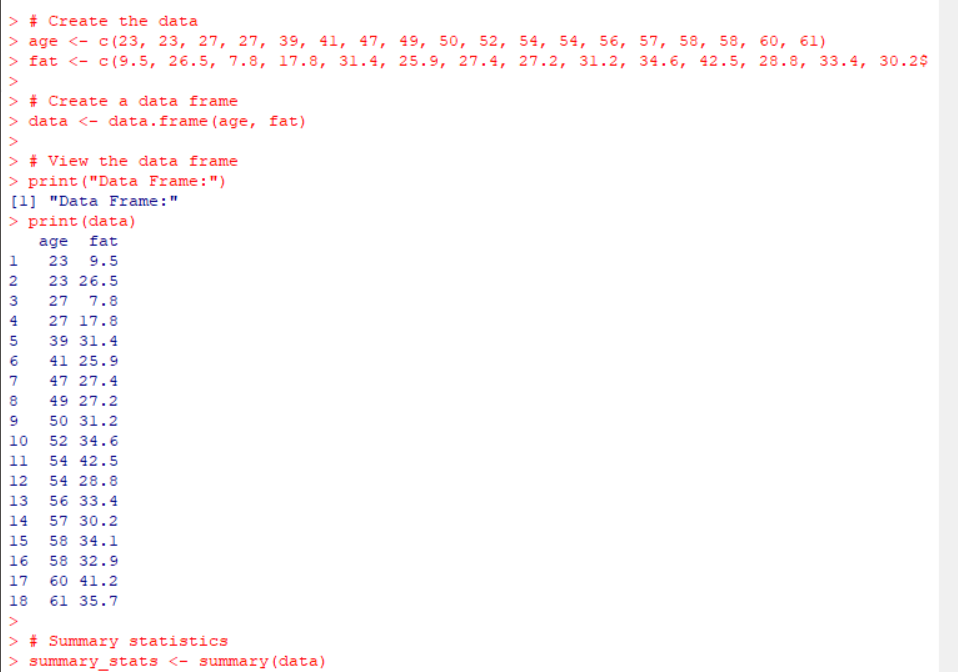 > # Create the data
> age <- c(23, 23, 27, 27, 39, 41, 47, 49, 50, 52, 54, 54, 56, 57, 58, 58, 60, 61)
> fat <- c(9.5, 26.5, 7.8, 17.8, 31.4, 25.9, 27.4, 27.2, 31.2, 34.6, 42.5, 28.8, 33.4, 30.2$
>
> # Create a data frame
> data <- data.frame(age, fat)
>
> # View the data frame
> print("Data Frame:")
[1] "Data Frame:"
> print(data)
   age  fat
1   23  9.5
2   23 26.5
3   27  7.8
4   27 17.8
5   39 31.4
6   41 25.9
7   47 27.4
8   49 27.2
9   50 31.2
10  52 34.6
11  54 42.5
12  54 28.8
13  56 33.4
14  57 30.2
15  58 34.1
16  58 32.9
17  60 41.2
18  61 35.7
>
> # Summary statistics
> summary_stats <- summary(data)